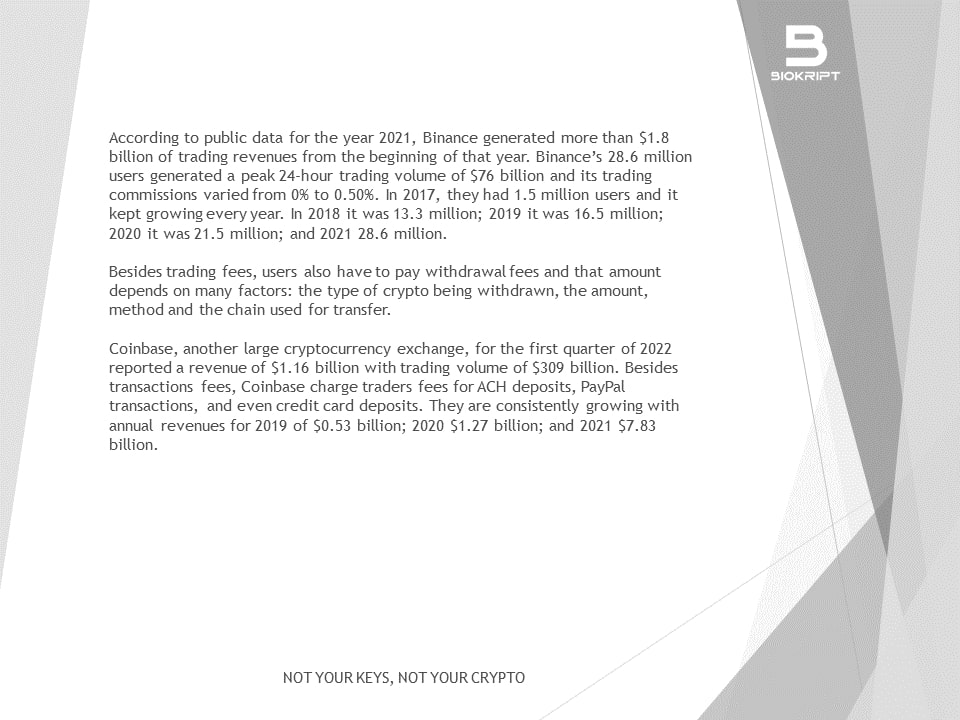 BIOKRIPT
According to public data for the year 2021, Binance generated more than $1.8
billion of trading revenues from the beginning of that year. Binance’s 28.6 million
users generated a peak 24-hour trading volume of $76 billion and its trading
commissions varied from 0% to 0.50%. In 2017, they had 1.5 million users and it
kept growing every year. In 2018 it was 13.3 million; 2019 it was 16.5 million;
2020 it was 21.5 million; and 2021 28.6 million.
Besides trading fees, users also have to pay withdrawal fees and that amount
depends on many factors: the type of crypto being withdrawn, the amount,
method and the chain used for transfer.
Coinbase, another large cryptocurrency exchange, for the first quarter of 2022
reported a revenue of $1.16 billion with trading volume of $309 billion. Besides
transactions fees, Coinbase charge traders fees for ACH deposits, PayPal
transactions, and even credit card deposits. They are consistently growing with
annual revenues for 2019 of $0.53 billion; 2020 $1.27 billion; and 2021 $7.83
billion.
NOT YOUR KEYS, NOT YOUR CRYPTO